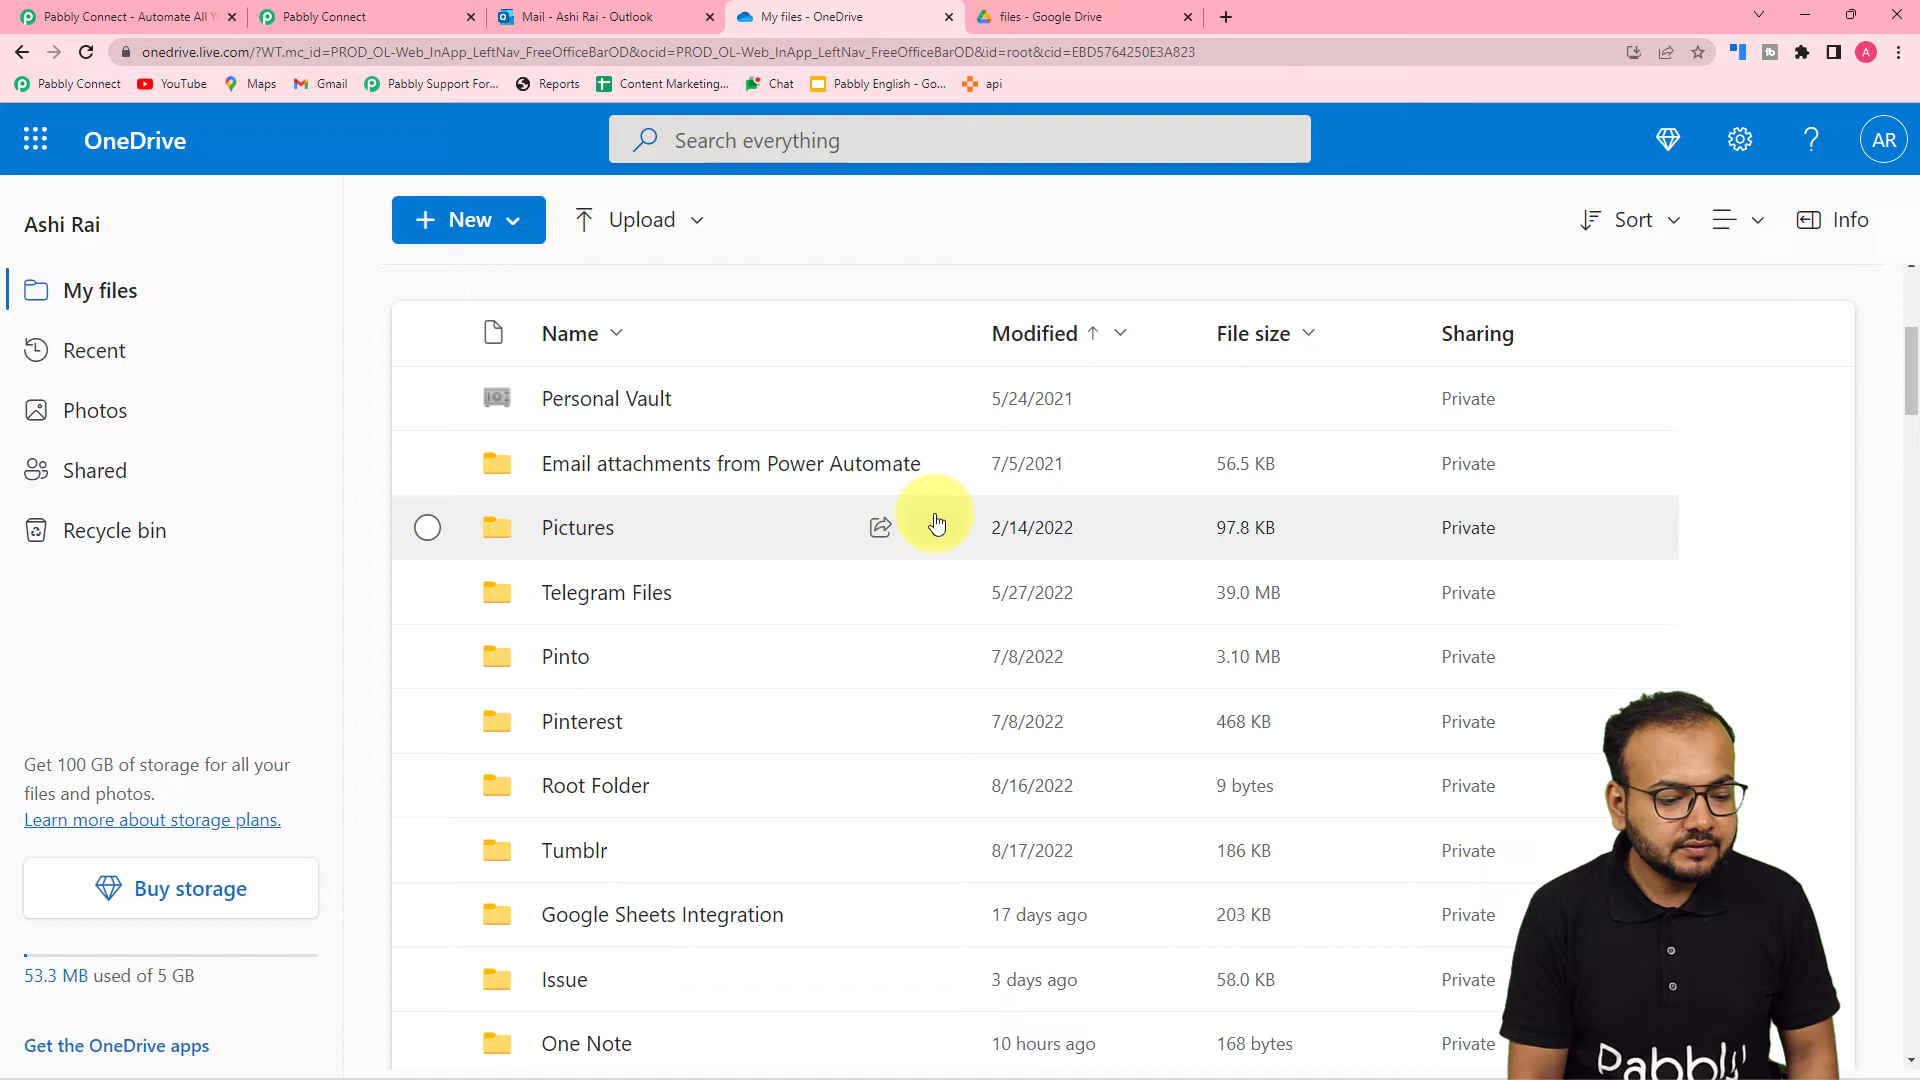 Pabbly Connect - Automate All Y
Pabbly Connect
Mail - Ashi Rai - Outlook
My files - OneDrive
files - Google Drive
onedrive.live.com/?WT.mc_id=PROD_OL-Web_InApp_LeftNav_FreeOfficeBarOD&ocid=PROD_OL-Web_InApp_LeftNav_FreeOfficeBarOD&id=root&cid=EBD5764250E3A823
A
Pabbly Connect
YouTube
Maps
Gmail
Pabbly Support For...
Reports
Content Marketing...
Chat
Pabbly English - Go...
api
OneDrive
Search everything
AR
Ashi Rai
New
Upload
Sort
Info
My files
Recent
Photos
Shared
Recycle bin
Name Modified File size Sharing
Personal Vault 5/24/2021 Private
Email attachments from Power Automate 7/5/2021 56.5 KB Private
Pictures 2/14/2022 97.8 KB Private
Telegram Files 5/27/2022 39.0 MB Private
Pinto 7/8/2022 3.10 MB Private
Pinterest 7/8/2022 468 KB Private
Root Folder 8/16/2022 9 bytes Private
Tumblr 8/17/2022 186 KB Private
Google Sheets Integration 17 days ago 203 KB Private
Issue 3 days ago 58.0 KB Private
One Note 10 hours ago 168 bytes Private
Get 100 GB of storage for all your
files and photos.
Learn more about storage plans.
Buy storage
53.3 MB used of 5 GB
Get the OneDrive apps
Pabbly